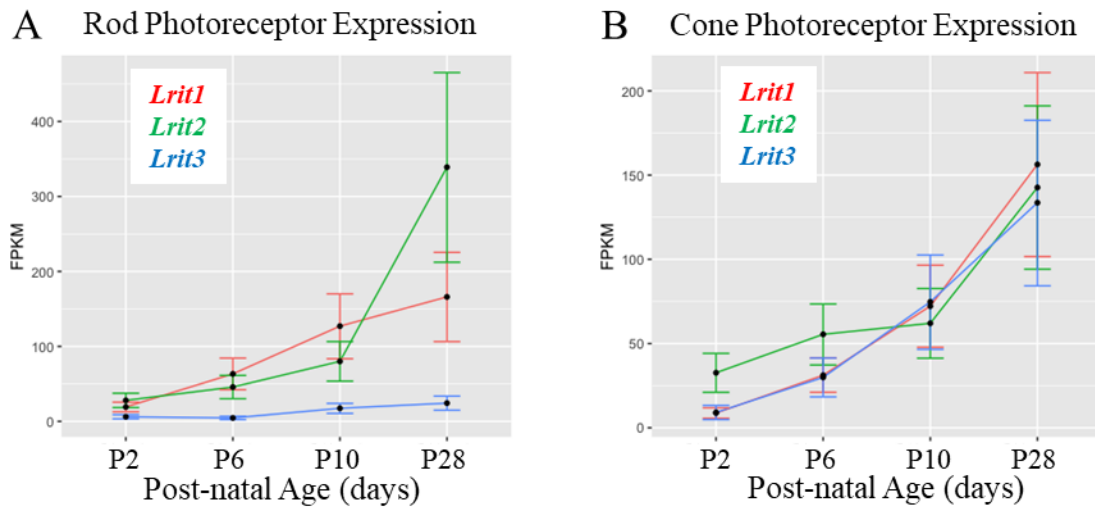 A Rod Photoreceptor Expression
Lrit1
Lrit2
Lrit3
FPKM
400
300
200
100
0
P2 P6 P10 P28
Post-natal Age (days)
B Cone Photoreceptor Expression
Lrit1
Lrit2
Lrit3
FPKM
200
150
100
50
0
P2 P6 P10 P28
Post-natal Age (days)